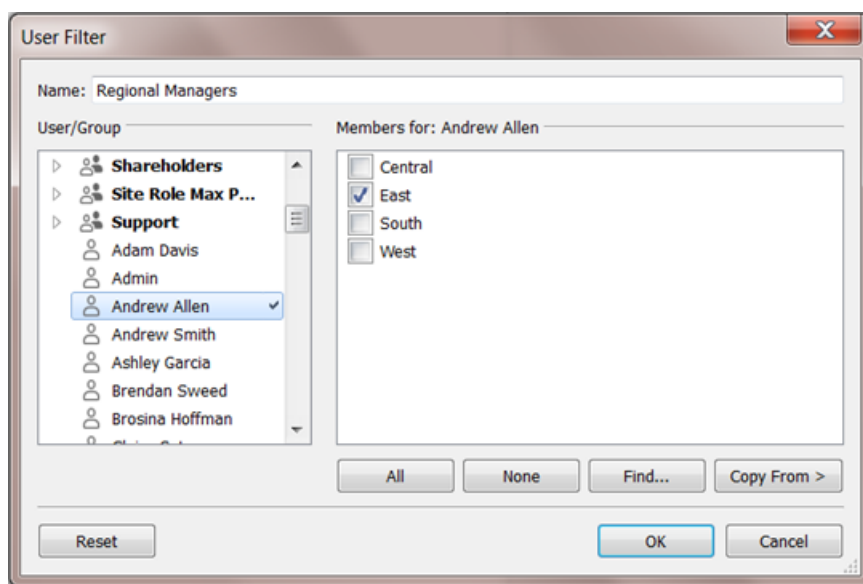 User Filter
Name: Regional Managers
User/Group
Shareholders
Site Role Max P...
Support
Adam Davis
Admin
Andrew Allen
Andrew Smith
Ashley Garcia
Brendan Sweed
Brosina Hoffman
Members for: Andrew Allen
Central
East
South
West
All None Find... Copy From >
Reset OK Cancel